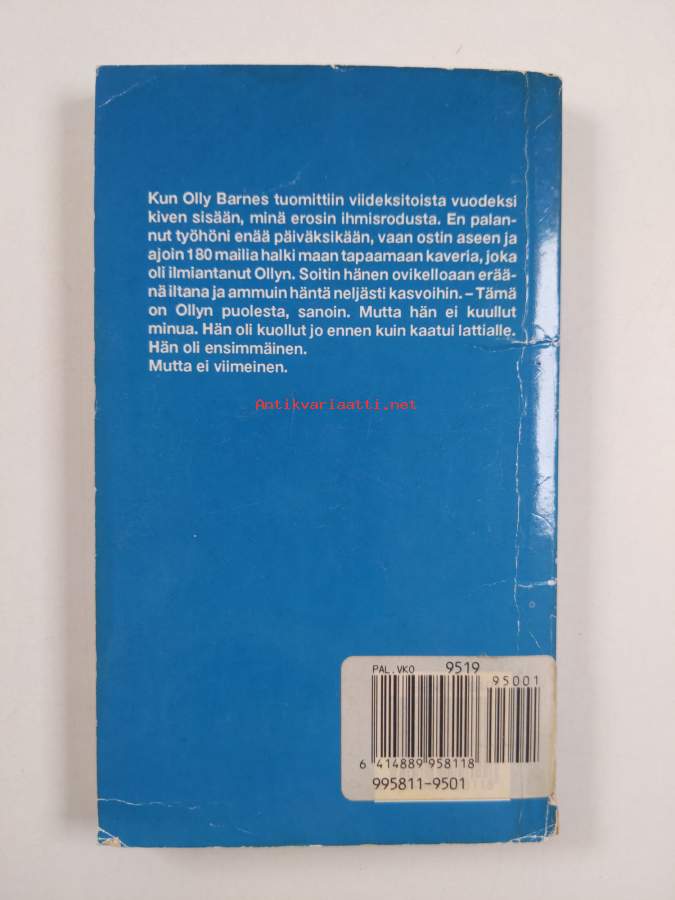 Kun Olly Barnes tuomittiin viideksitoista vuodeksi
kiven sisään, minä erosin ihmisrodusta. En palan-
nut työhöni enää päiväksikään, vaan ostin aseen ja
ajoin 180 mailia halki maan tapaamaan kaveria, joka
oli ilmiantanut Ollyn. Soitin hänen ovikelloaan erää-
nä iltana ja ammuin häntä neljästi kasvoihin. – Tämä
on Ollyn puolesta, sanoin. Mutta hän ei kuullut
minua. Hän oli kuollut jo ennen kuin kaatui lattialle.
Hän oli ensimmäinen.
Mutta ei viimeinen.
Antikvariaatti.net
PAL.VKO 9519
95001
6 414889 958118
995811-9501